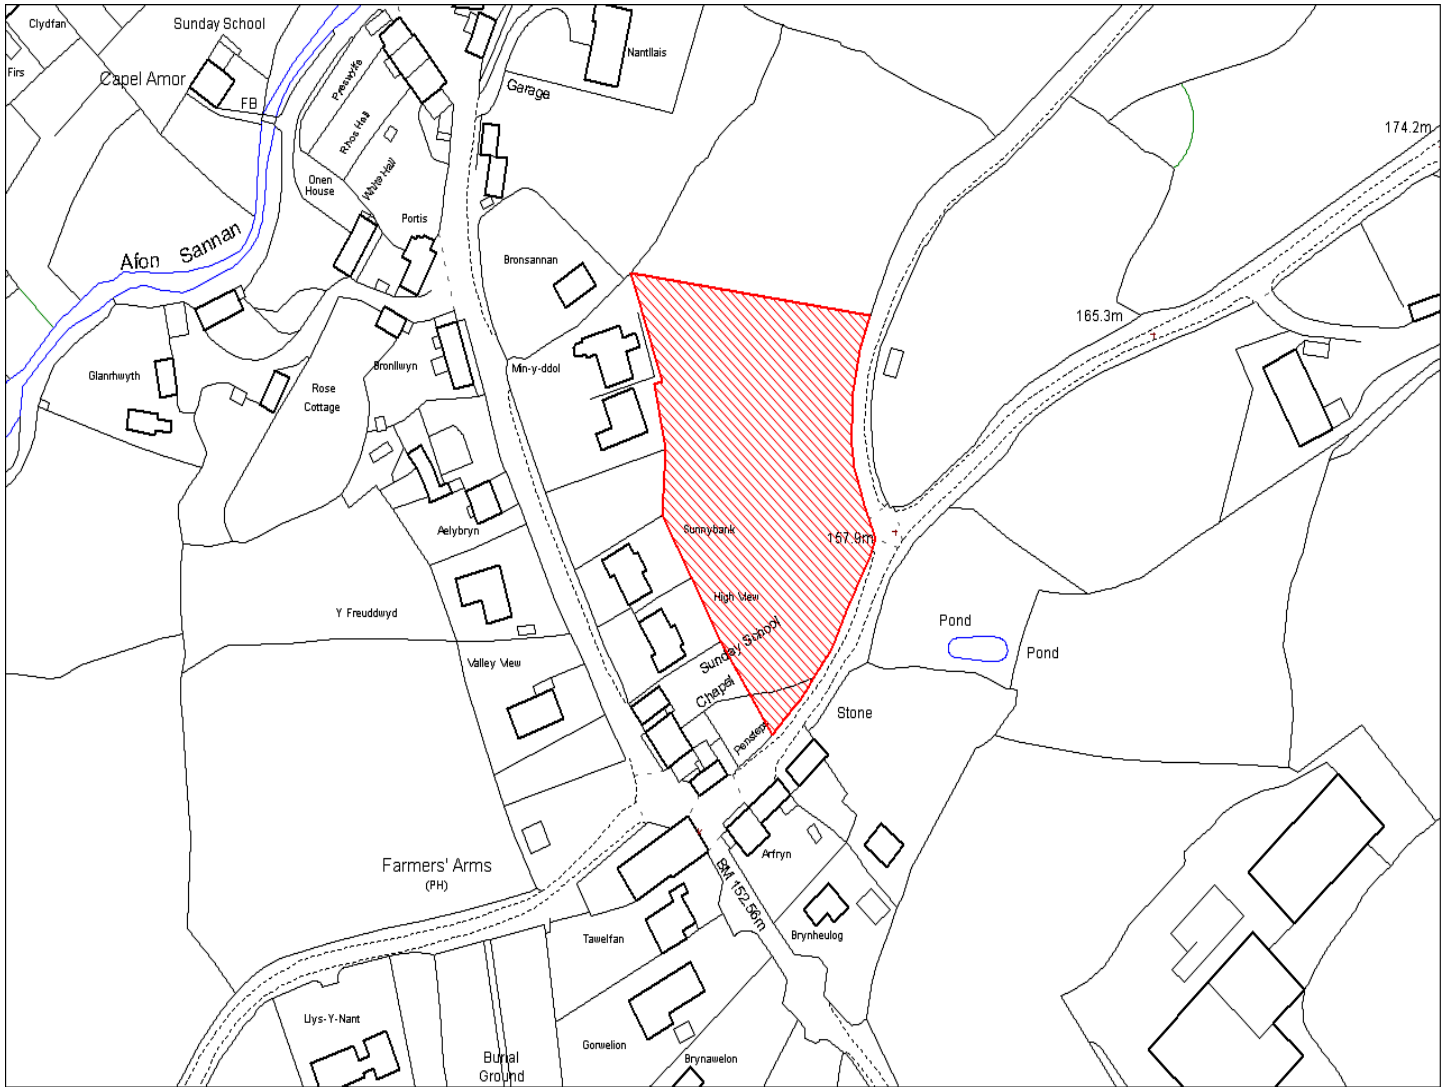 Clydfan
Sunday School
Firs
Capel Amor
FB
Preswylfa
Rhos Hall
White Hall
Onen
House
Portis
Nantllais
Garage
174.2m
Afon Sannan
Bronsannan
165.3m
Glanrhwyth
Bronllwyn
Rose
Cottage
Min-y-ddol
Aelybryn
Sunnybank
157.9m
High View
Y Freuddwyd
Valley View
Sunday School
Chapel
Pond
Pond
Stone
Farmers' Arms
(PH)
Arfryn
BM 152.56m
Tawelfan
Brynheulog
Llys-Y-Nant
Gorwelion
Brynawelon
Burial
Ground